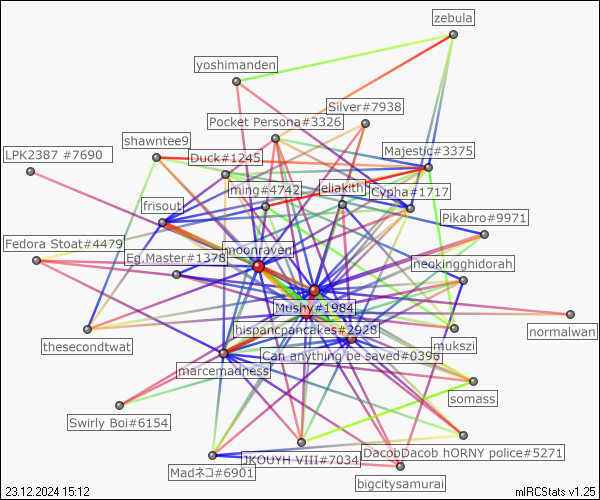 zebula
yoshimanden
Silver#7938
Pocket Persona#3326
shawntee9
Majestic#3375
LPK2387 #7690
Duck#1245
ming#4742
eliakith
Cypha#1717
frisout
Pikabro#9971
Fedora Stoat#4479
moonraven
Eg.Master#1378
neokingghidorah
Mushy#1984
hispancpancakes#2928
normalwan
thesecondtwat
mukszi
Can anything be saved#0396
marcemadness
somass
Swirly Boi#6154
DacobDacob hORNY police#5271
JKOUYH VIII#7034
Madネコ#6901
bigcitysamurai
23.12.2024 15:12
mIRCStats v1.25